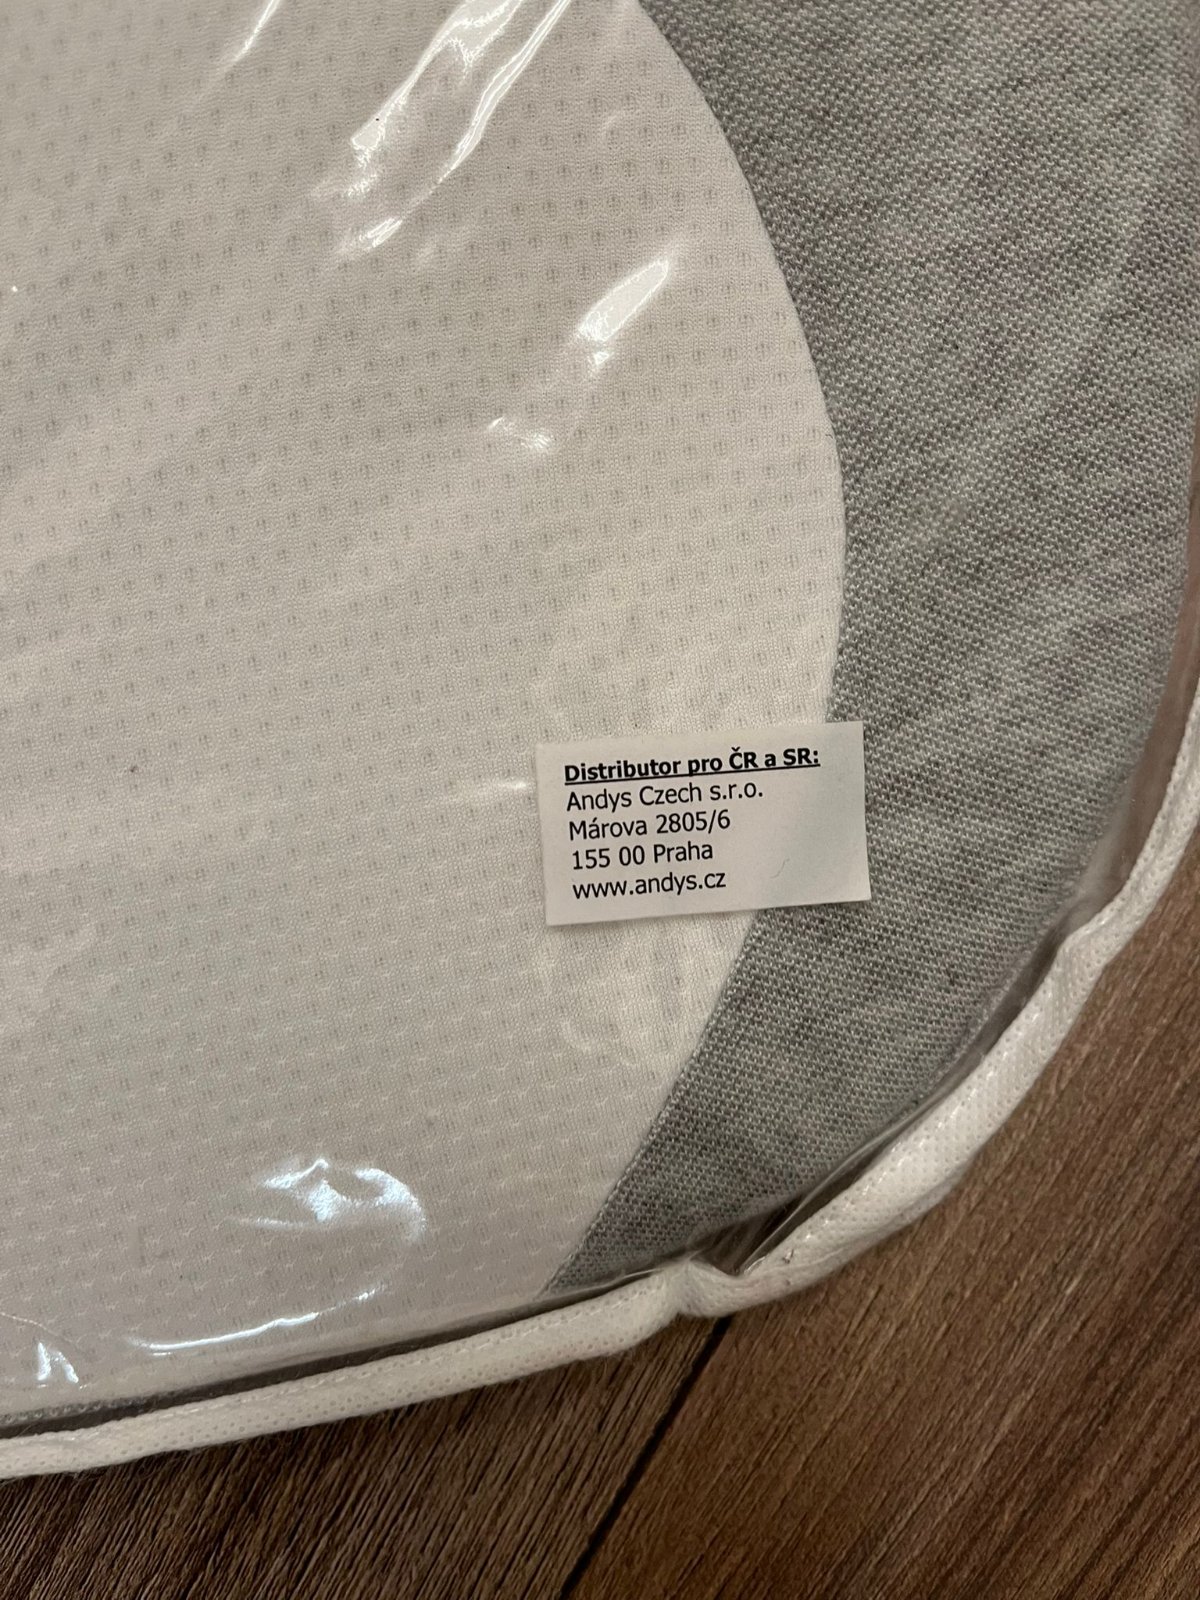 Distributor pro ČR a SR:
Andys Czech s.r.o.
Márova 2805/6
155 00 Praha
www.andys.cz